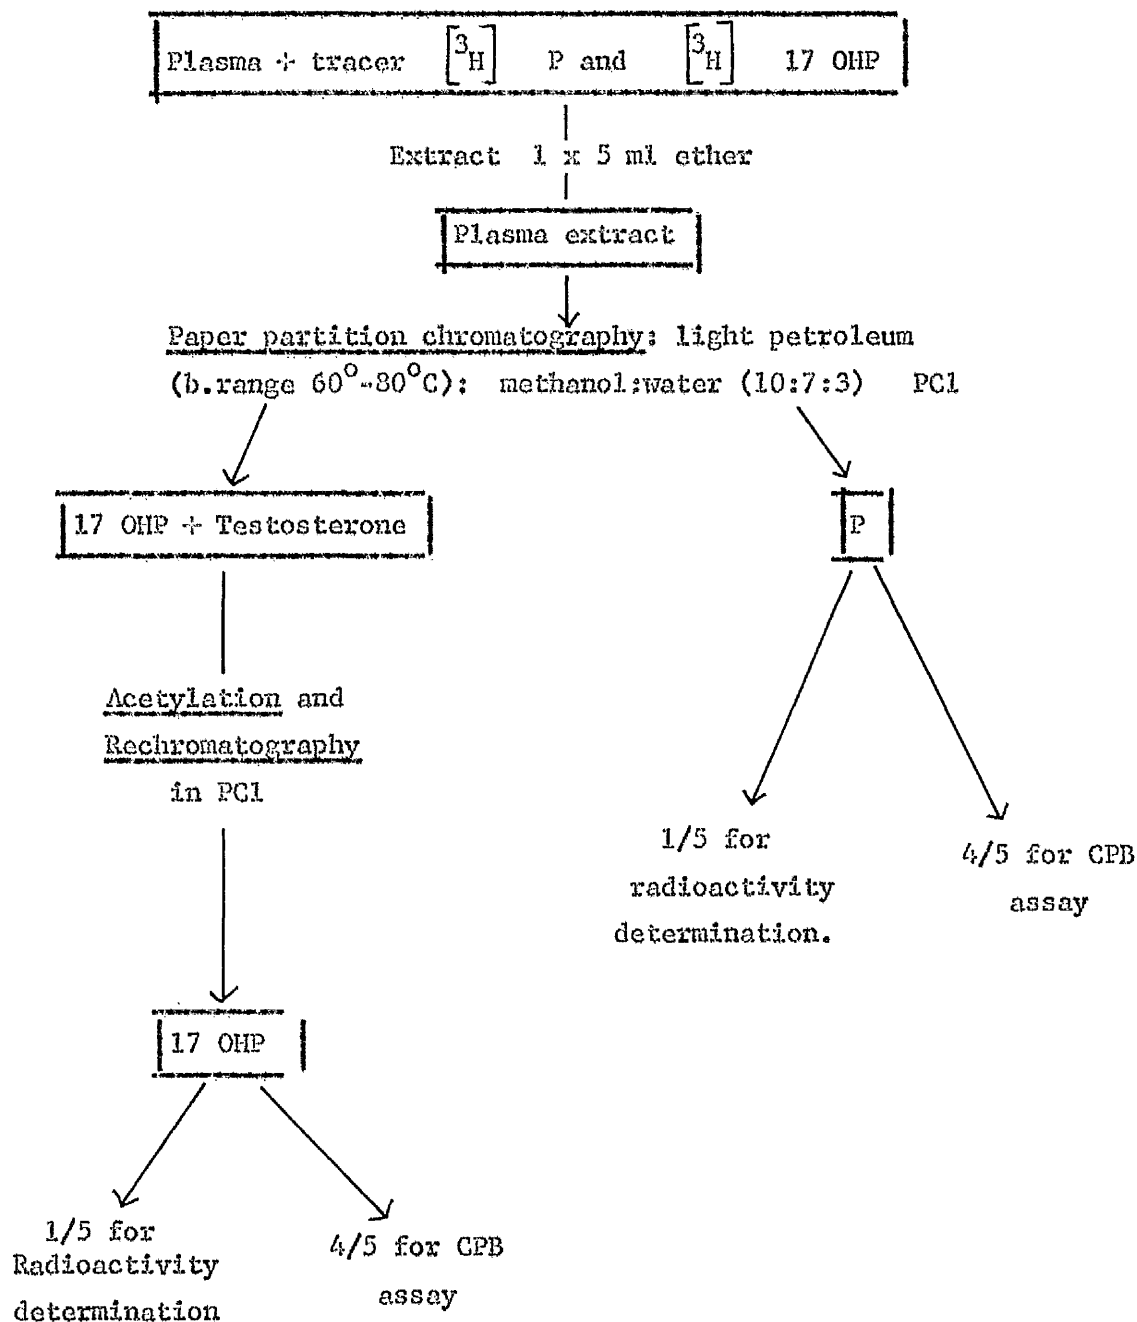 Plasma + tracer [³H] P and [³H] 17 OHP
Extract 1 x 5 ml ether
Plasma extract
Paper partition chromatography: light petroleum
(b.range 60°-80°C): methanol:water (10:7:3) PC1
17 OHP + Testosterone
P
Acetylation and
Rechromatography
in PC1
1/5 for
radioactivity
determination.
4/5 for CPB
assay
17 OHP
1/5 for
Radioactivity
determination
4/5 for CPB
assay